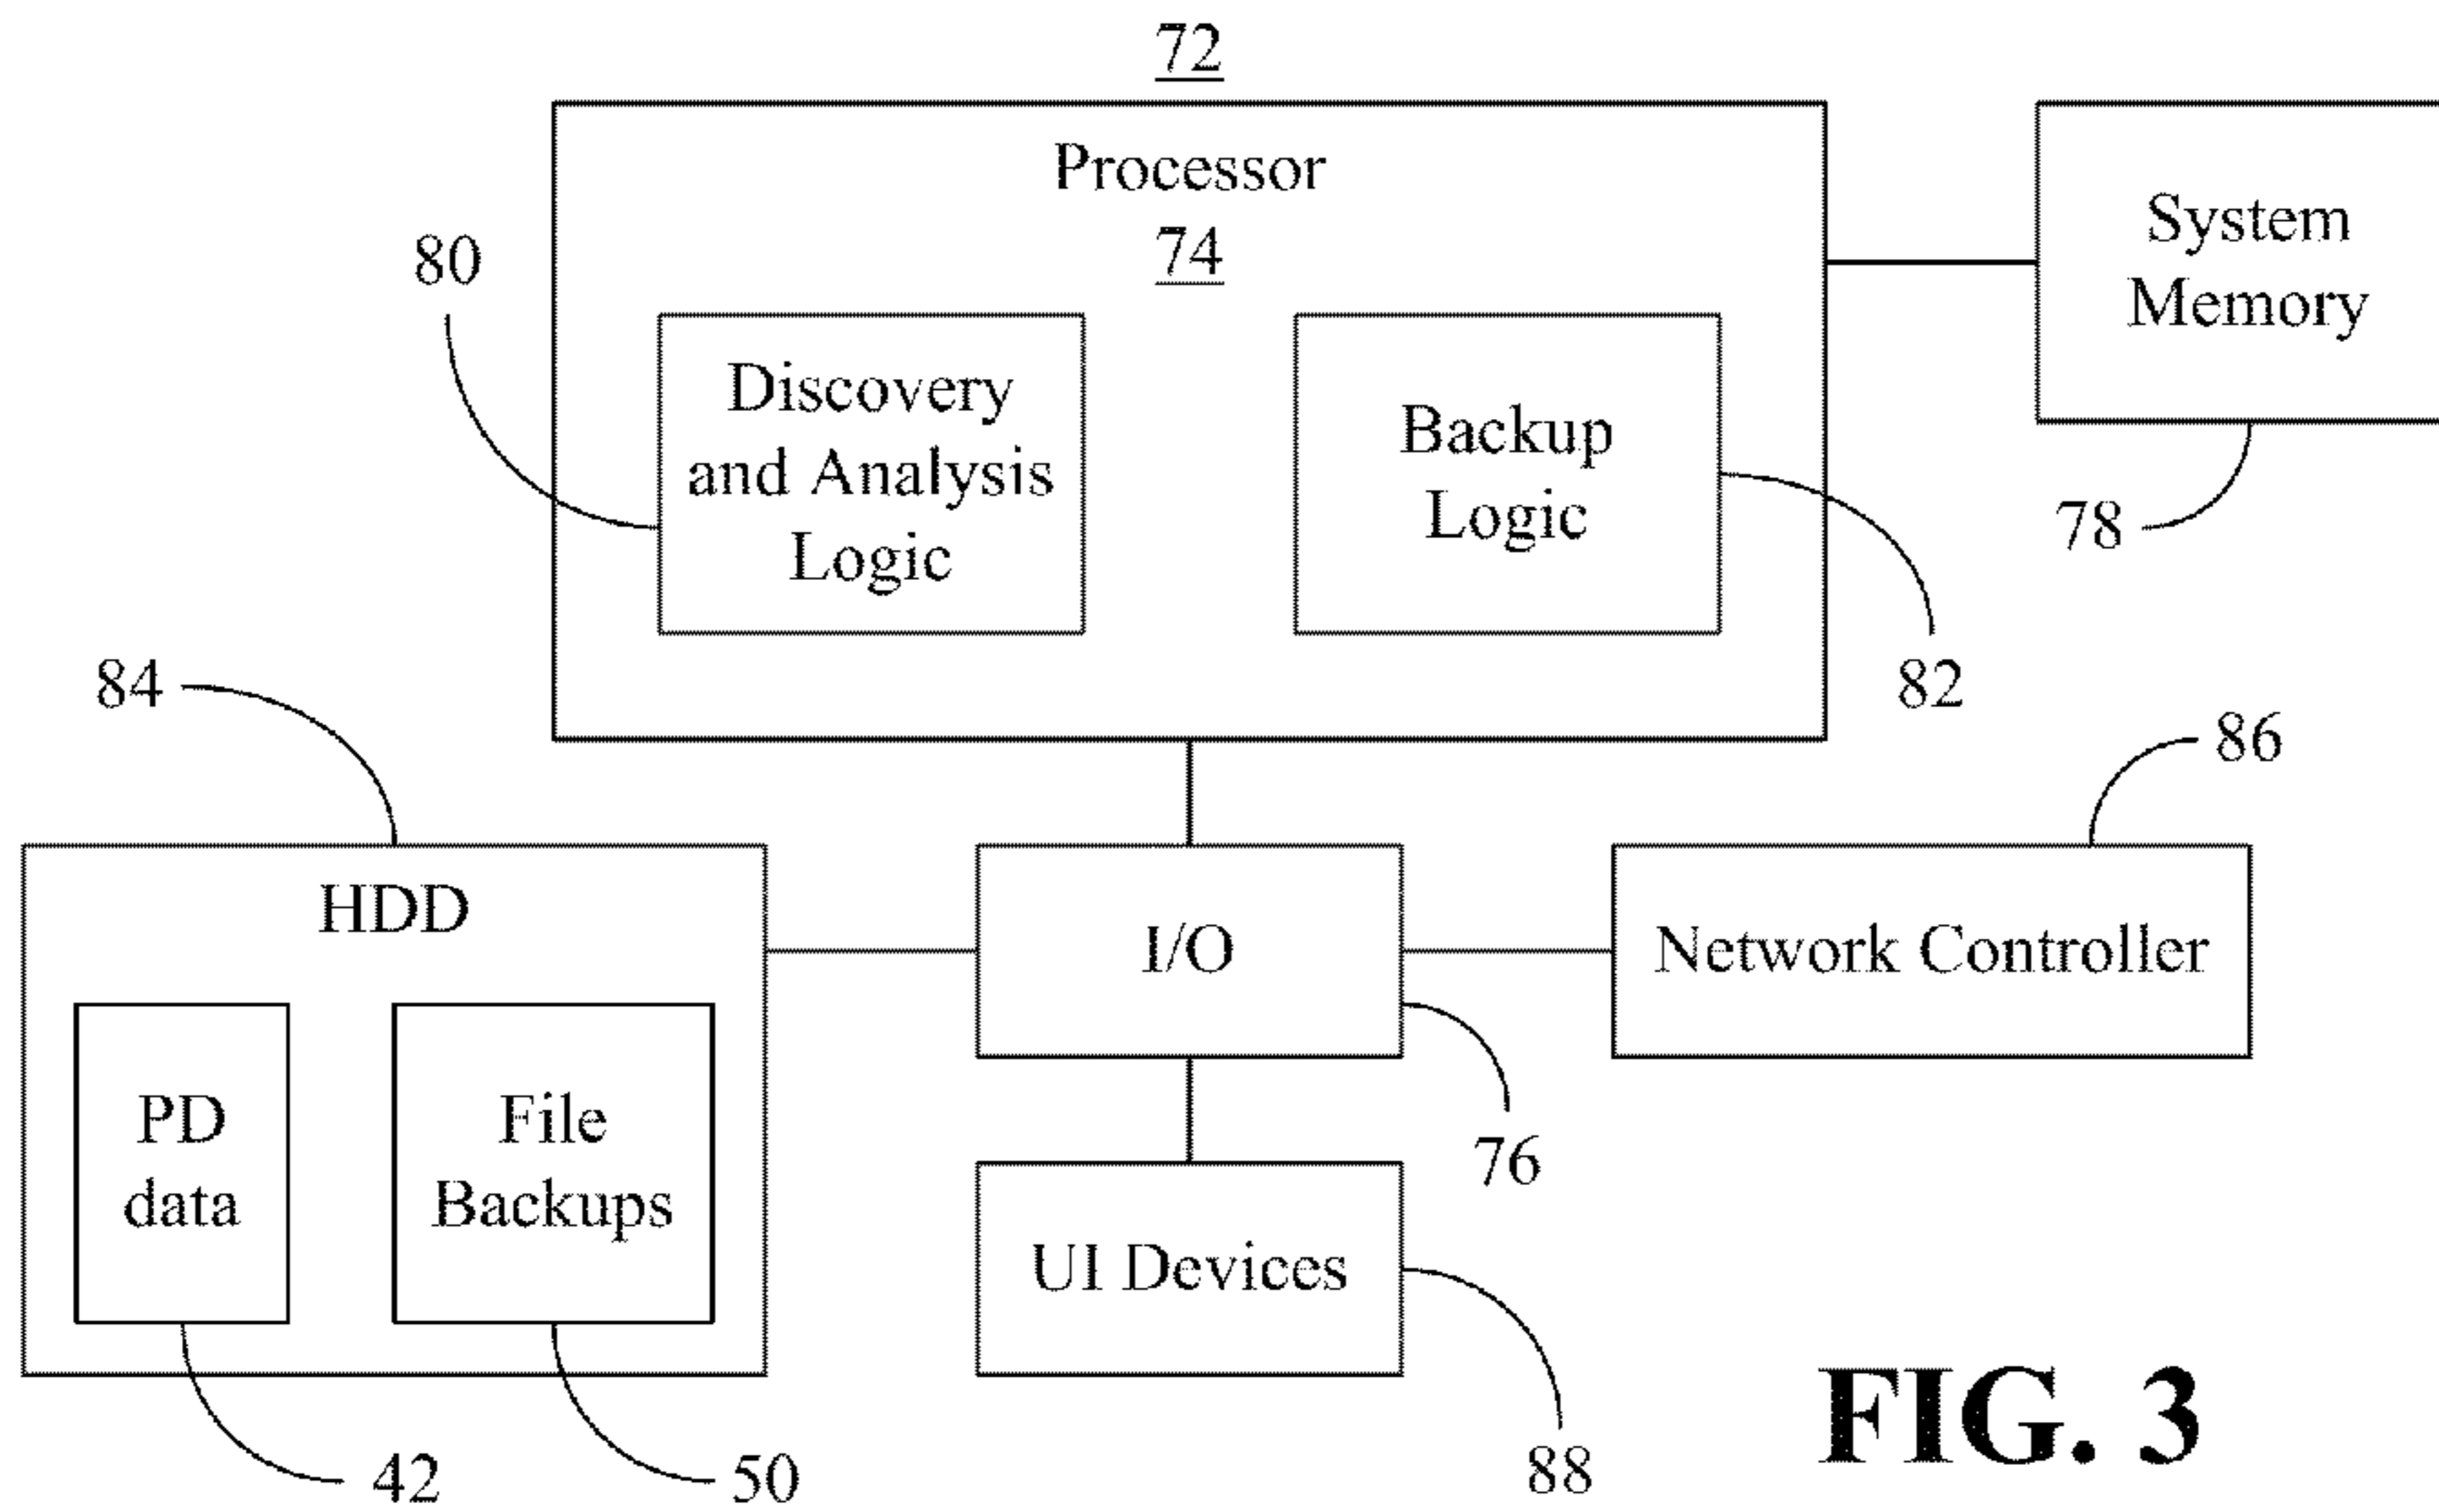 72
Processor
74
80
Discovery
and Analysis
Logic
Backup
Logic
82
System
Memory
78
84
HDD
PD
data
File
Backups
42
50
I/O
76
Network Controller
86
UI Devices
88
FIG. 3